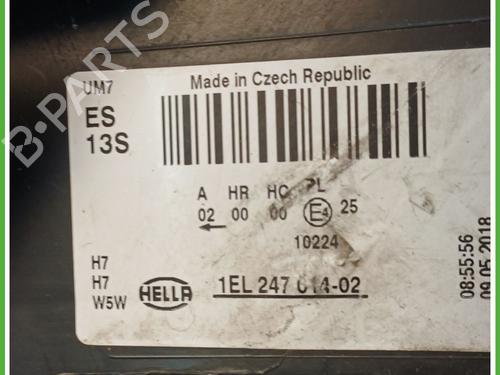 UM7
Made in Czech Republic
ES
13S
A HR HC PL
02 00 00 E4 25
10224
H7
H7
W5W
HELLA
1EL 247 014-02
08:55:56
09.05.2018
B-PARTS